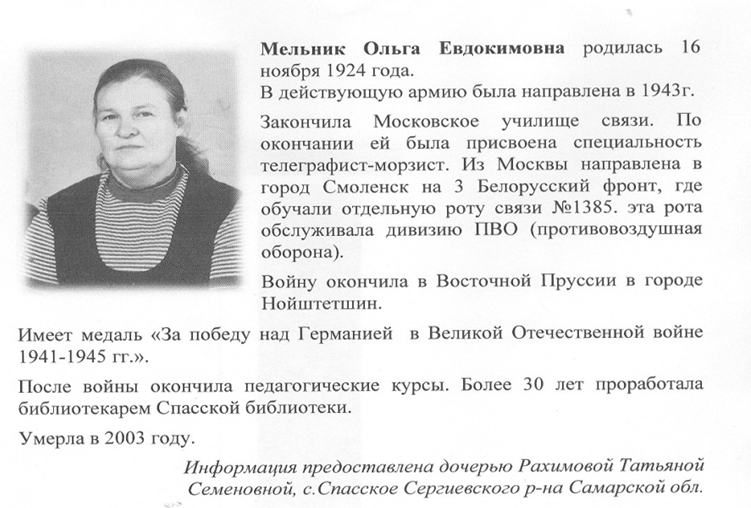 Мельник Ольга Евдокимовна родилась 16
ноября 1924 года.
В действующую армию была направлена в 1943г.
Закончила Московское училище связи. По
окончании ей была присвоена специальность
телеграфист-морзист. Из Москвы направлена в
город Смоленск на 3 Белорусский фронт, где
обучали отдельную роту связи №1385. эта рота
обслуживала дивизию ПВО (противовоздушная
оборона).
Войну окончила в Восточной Пруссии в городе
Нойштетшин.
Имеет медаль «За победу над Германией в Великой Отечественной войне
1941-1945 гг.».
После войны окончила педагогические курсы. Более 30 лет проработала
библиотекарем Спасской библиотеки.
Умерла в 2003 году.
Информация предоставлена дочерью Рахимовой Татьяной
Семеновной, с.Спасское Сергиевского р-на Самарской обл.